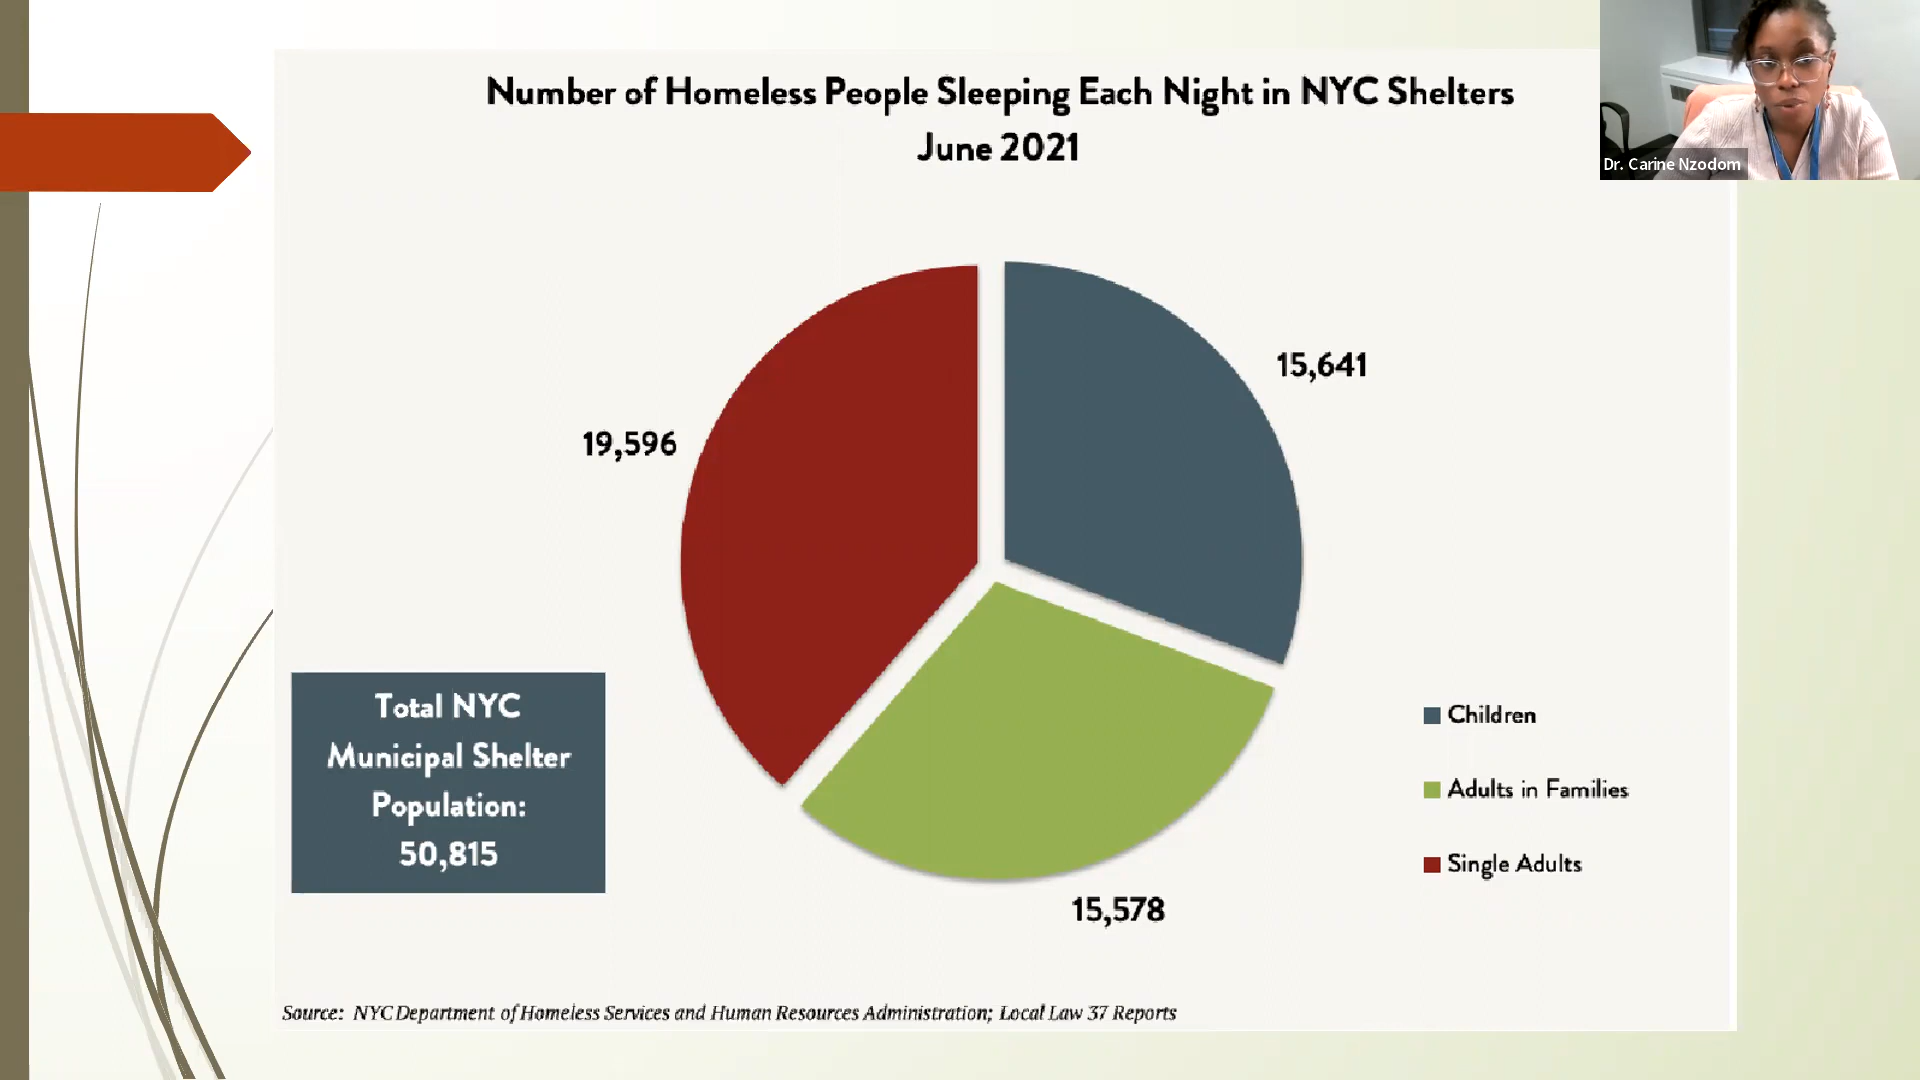 Number of Homeless People Sleeping Each Night in NYC Shelters
June 2021
Dr. Carine Nzodom
15,641
19,596
Total NYC
Municipal Shelter
Population:
50,815
Children
Adults in Families
Single Adults
15,578
Source: NYC Department of Homeless Services and Human Resources Administration; Local Law 37 Reports